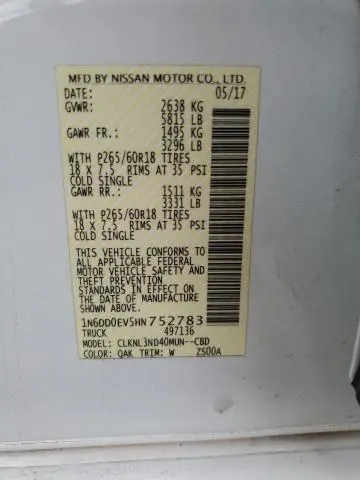 MFD BY NISSAN MOTOR CO., LTD.
DATE: 05/17
GVWR: 2638 KG
5815 LB
GAWR FR.: 1495 KG
3296 LB
WITH P265/60R18 TIRES
18 X 7.5 RIMS AT 35 PSI
COLD SINGLE
GAWR RR.: 1511 KG
3331 LB
WITH P265/60R18 TIRES
18 X 7.5 RIMS AT 35 PSI
COLD SINGLE
THIS VEHICLE CONFORMS TO
ALL APPLICABLE FEDERAL
MOTOR VEHICLE SAFETY AND
THEFT PREVENTION
STANDARDS IN EFFECT
ON THE DATE OF
MANUFACTURE SHOWN ABOVE.
1N6DD0EV5HN752783
TRUCK 497136
MODEL: CLKNL3ND40MUN--CBD
COLOR: QAK TRIM: W ZS00A